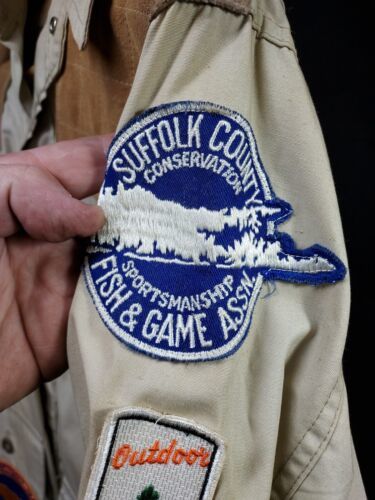 SUFFOLK COUNTY
CONSERVATION
SPORTSMANSHIP
FISH & GAME ASSN.
Outdoor